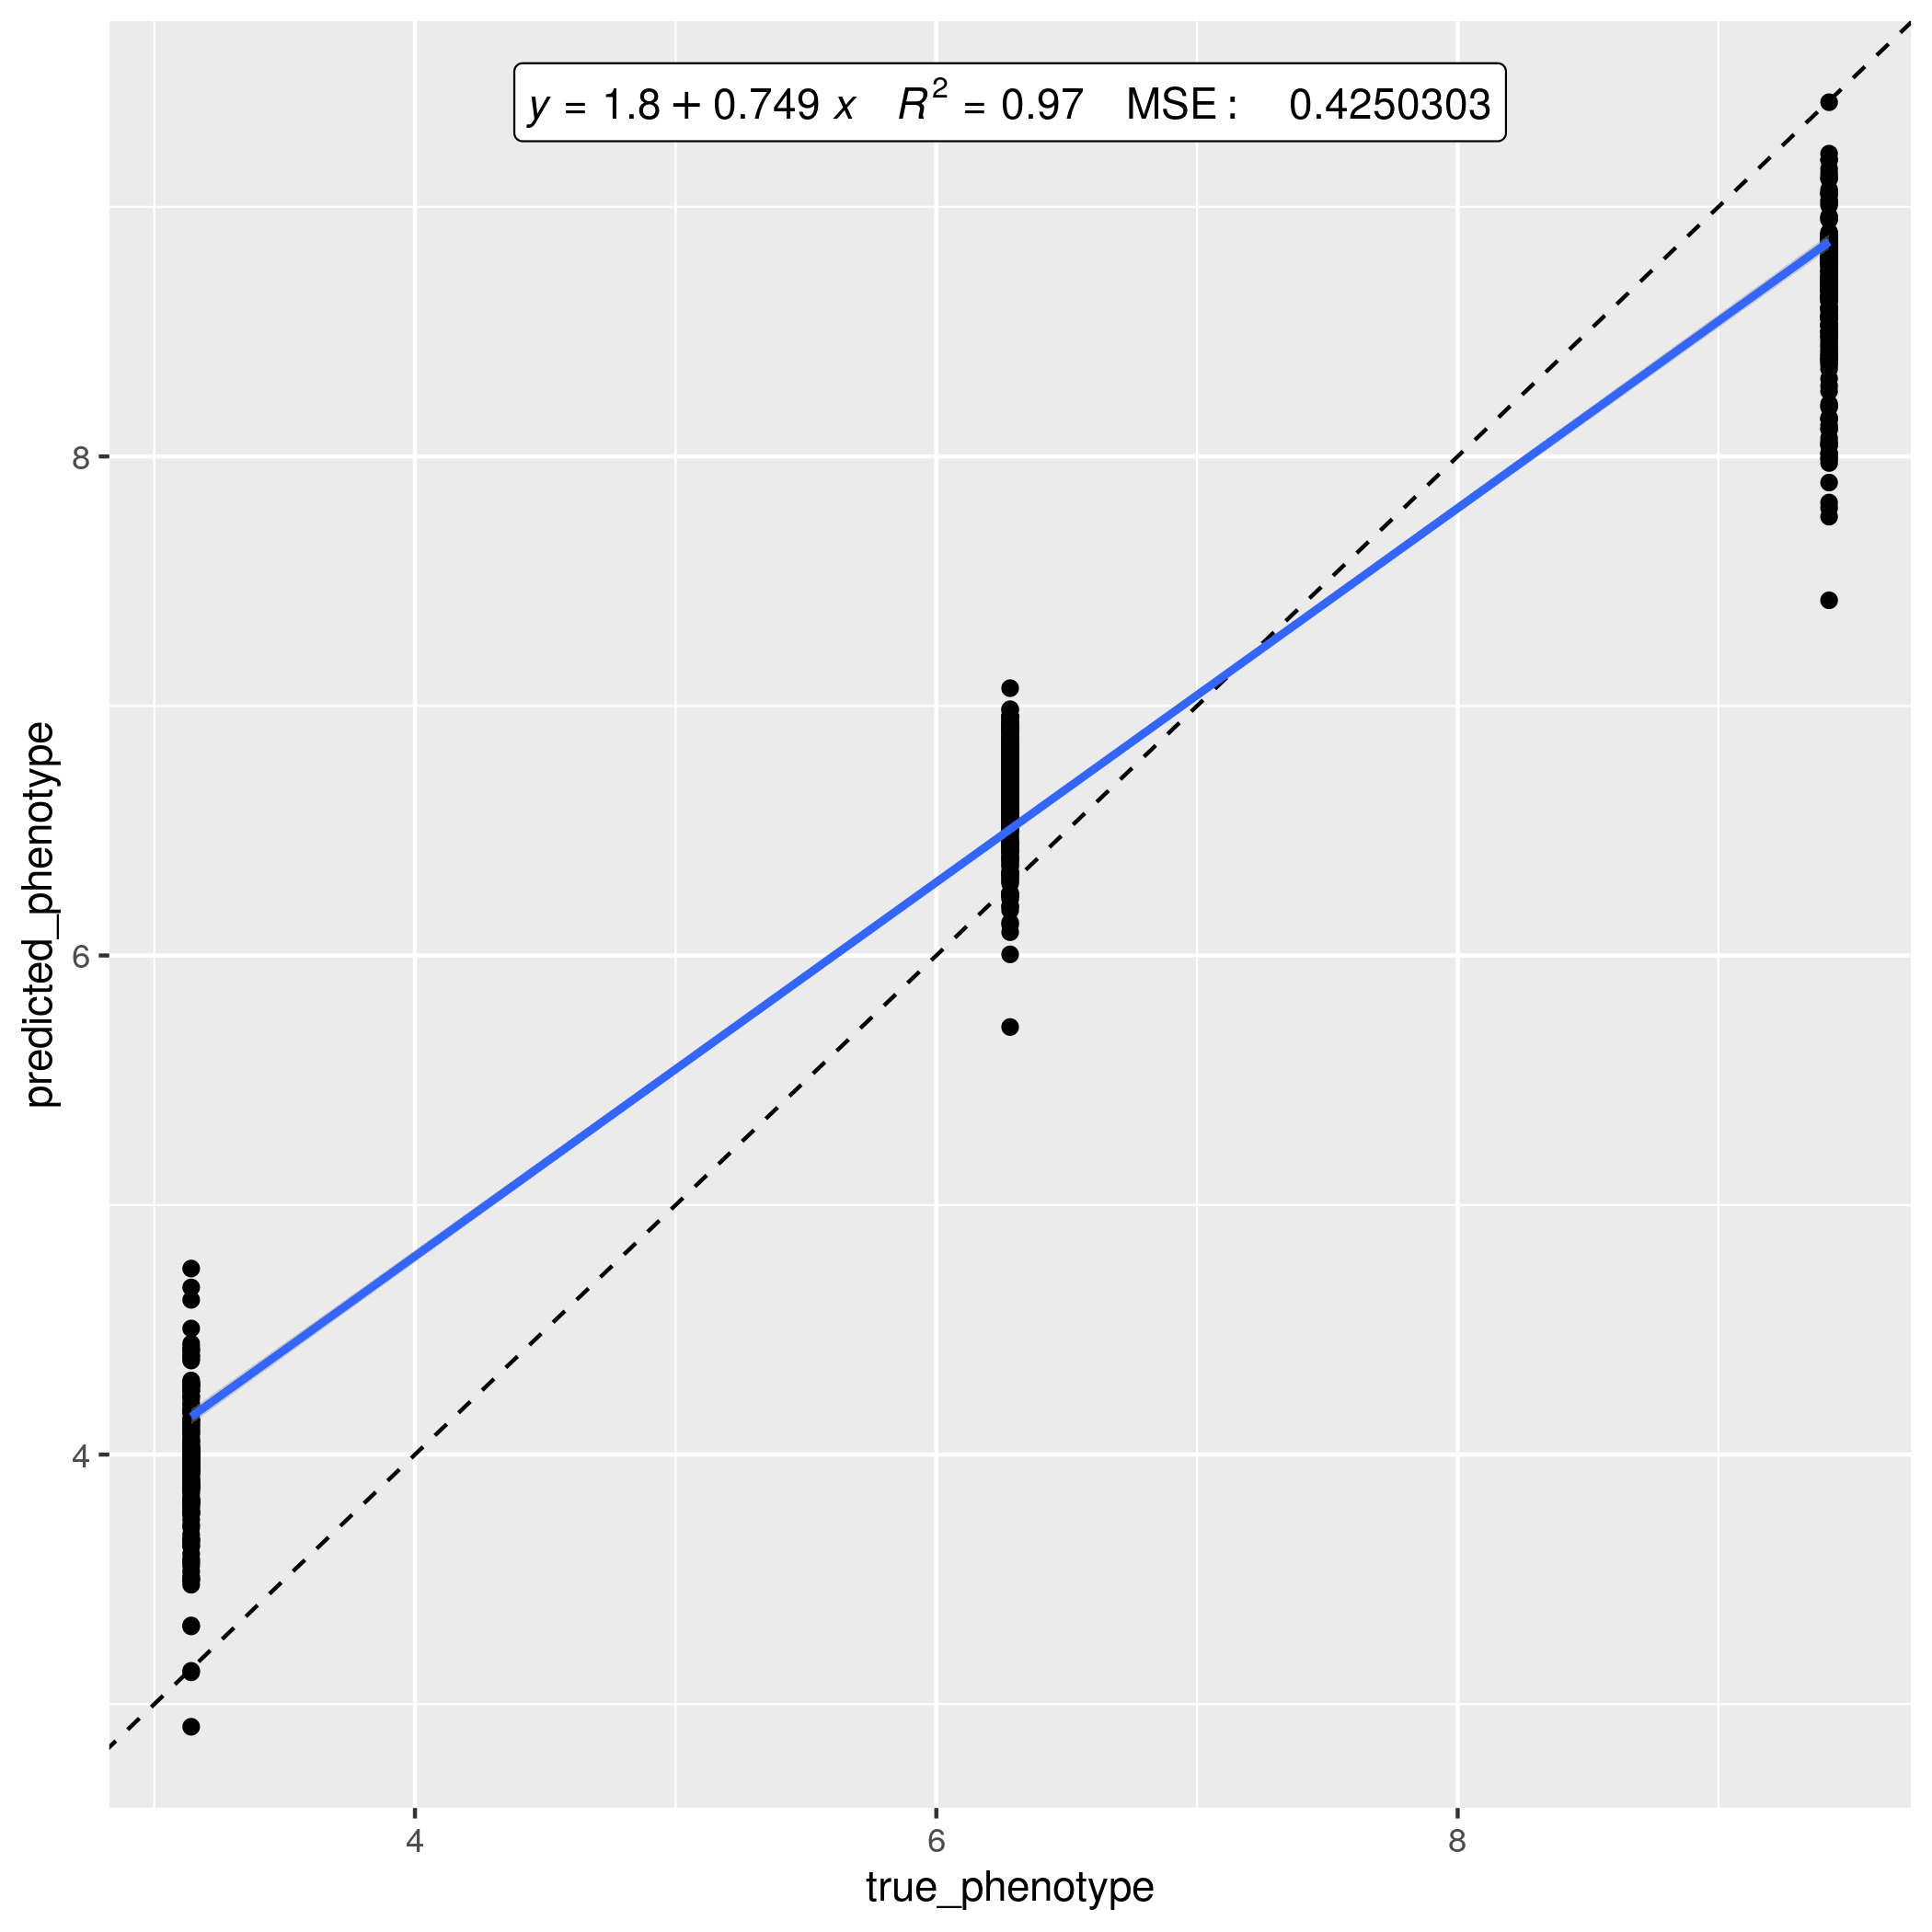 y = 1.8 + 0.749 x R² = 0.97 MSE : 0.4250303
8
6
4
predicted_phenotype
4 6 8
true_phenotype